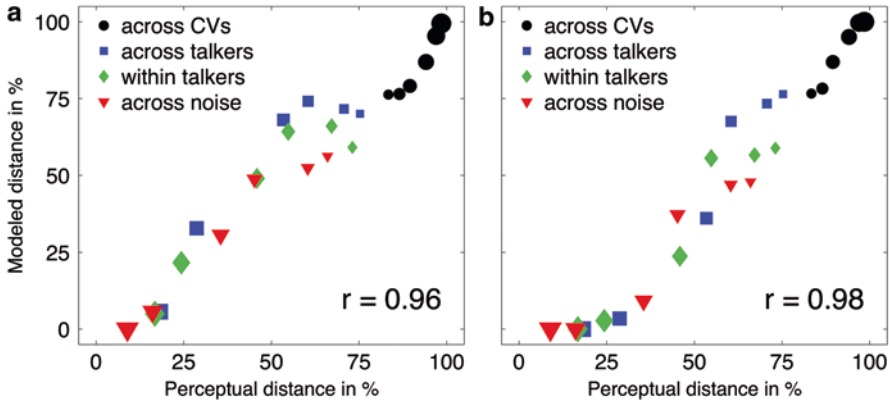 a
across CVs
across talkers
within talkers
across noise
r = 0.96
Modeled distance in %
100
75
50
25
0
0 25 50 75 100
Perceptual distance in %
b
across CVs
across talkers
within talkers
across noise
r = 0.98
0 25 50 75 100
Perceptual distance in %